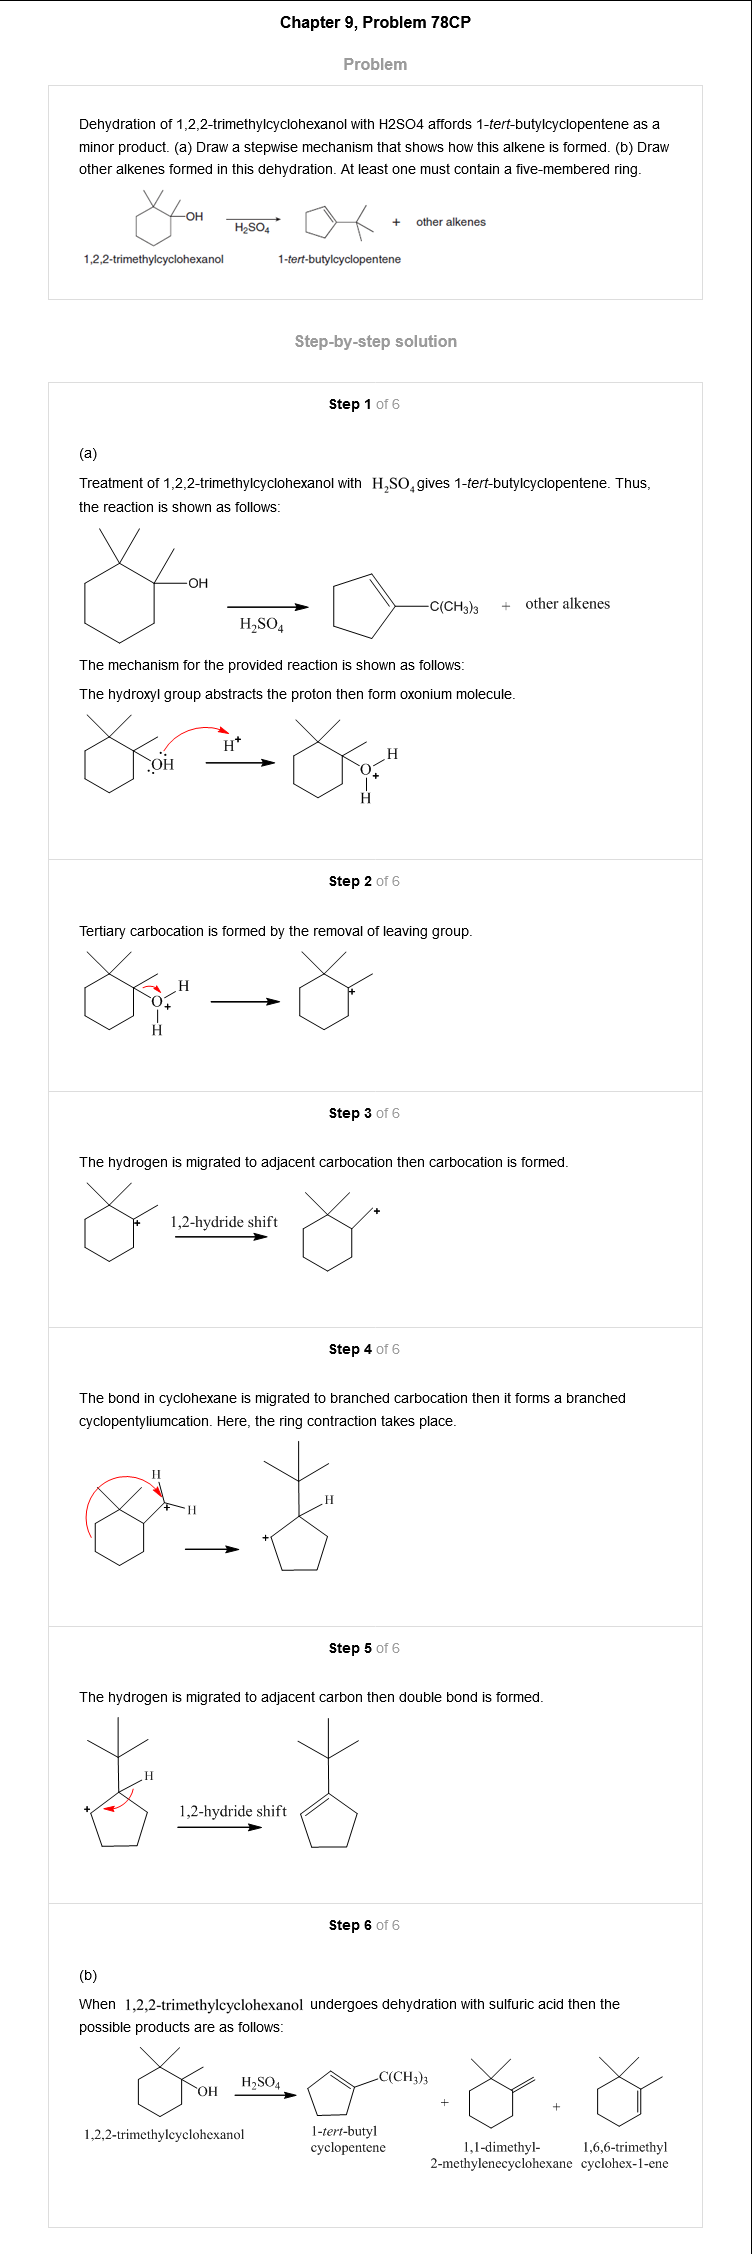 Chapter 9, Problem 78CP
Problem
Dehydration of 1,2,2-trimethylcyclohexanol with H2SO4 affords 1-tert-butylcyclopentene as a
minor product. (a) Draw a stepwise mechanism that shows how this alkene is formed. (b) Draw
other alkenes formed in this dehydration. At least one must contain a five-membered ring.
OH
H₂SO₄
+ other alkenes
1,2,2-trimethylcyclohexanol 1-tert-butylcyclopentene
Step-by-step solution
Step 1 of 6
(a)
Treatment of 1,2,2-trimethylcyclohexanol with H₂SO₄ gives 1-tert-butylcyclopentene. Thus,
the reaction is shown as follows:
OH
H₂SO₄
C(CH₃)₃ + other alkenes
The mechanism for the provided reaction is shown as follows:
The hydroxyl group abstracts the proton then form oxonium molecule.
OH
H⁺
H
O
+
H
Step 2 of 6
Tertiary carbocation is formed by the removal of leaving group.
H
O
+
H
+
Step 3 of 6
The hydrogen is migrated to adjacent carbocation then carbocation is formed.
+
1,2-hydride shift
+
Step 4 of 6
The bond in cyclohexane is migrated to branched carbocation then it forms a branched
cyclopentyliumcation. Here, the ring contraction takes place.
H
+
H
H
+
Step 5 of 6
The hydrogen is migrated to adjacent carbon then double bond is formed.
H
+
1,2-hydride shift
Step 6 of 6
(b)
When 1,2,2-trimethylcyclohexanol undergoes dehydration with sulfuric acid then the
possible products are as follows:
OH
H₂SO₄
C(CH₃)₃
+
+
1,2,2-trimethylcyclohexanol
1-tert-butyl
cyclopentene
1,1-dimethyl-
2-methylenecyclohexane
1,6,6-trimethyl
cyclohex-1-ene